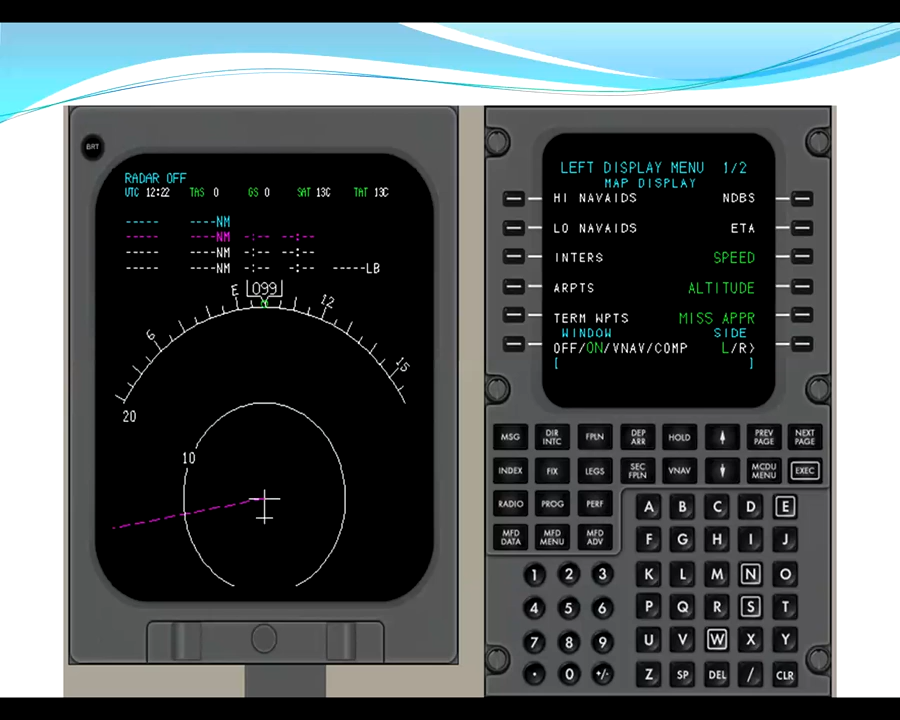 BRT
RADAR OFF
UTC 12:22 TAS 0 GS 0 SAT 13C TAT 13C
----- ----NM
----- ----NM --:-- --:--
----- ----NM --:-- --:--
----- ----NM --:-- --:-- -----LB
E 099 12
6 15
20
10
LEFT DISPLAY MENU 1/2
MAP DISPLAY
HI NAVAIDS NDBS
LO NAVAIDS ETA
INTERS SPEED
ARPTS ALTITUDE
TERM WPTS MISS APPR
WINDOW SIDE
OFF/ON/VNAV/COMP L/R>
[ ]
MSG DIR INTC FPLN DEP ARR HOLD PREV PAGE NEXT PAGE
INDEX FIX LEGS SEC FPLN VNAV MCDU MENU EXEC
RADIO PROG PERF A B C D E
MFD DATA MFD MENU MFD ADV F G H I J
1 2 3 K L M N O
4 5 6 P Q R S T
7 8 9 U V W X Y
. 0 +/- Z SP DEL / CLR